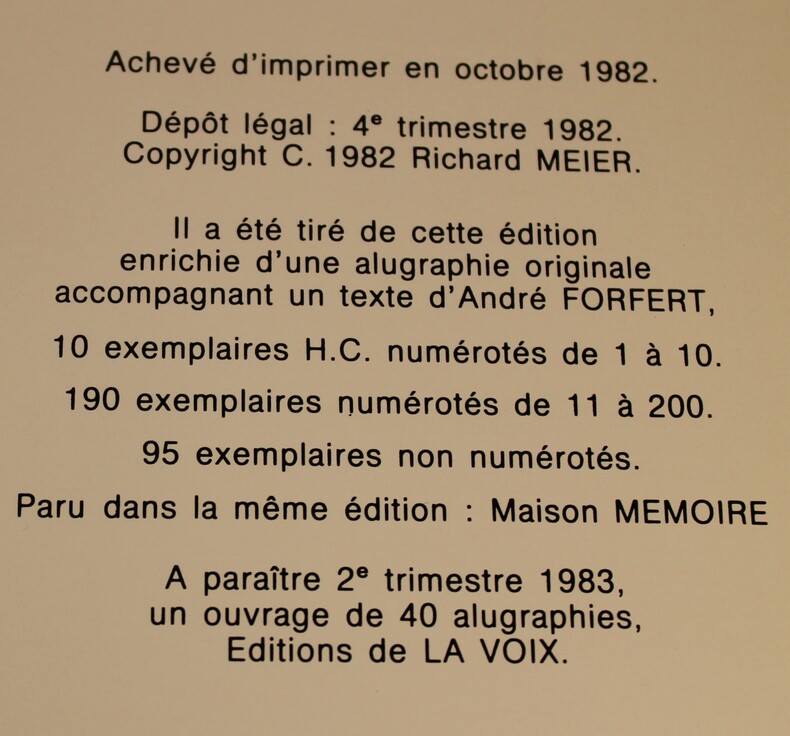 Achevé d'imprimer en octobre 1982.
Dépôt légal : 4e trimestre 1982.
Copyright C. 1982 Richard MEIER.
Il a été tiré de cette édition
enrichie d'une alugraphie originale
accompagnant un texte d'André FORFERT,
10 exemplaires H.C. numérotés de 1 à 10.
190 exemplaires numérotés de 11 à 200.
95 exemplaires non numérotés.
Paru dans la même édition : Maison MEMOIRE
A paraître 2e trimestre 1983,
un ouvrage de 40 alugraphies,
Editions de LA VOIX.